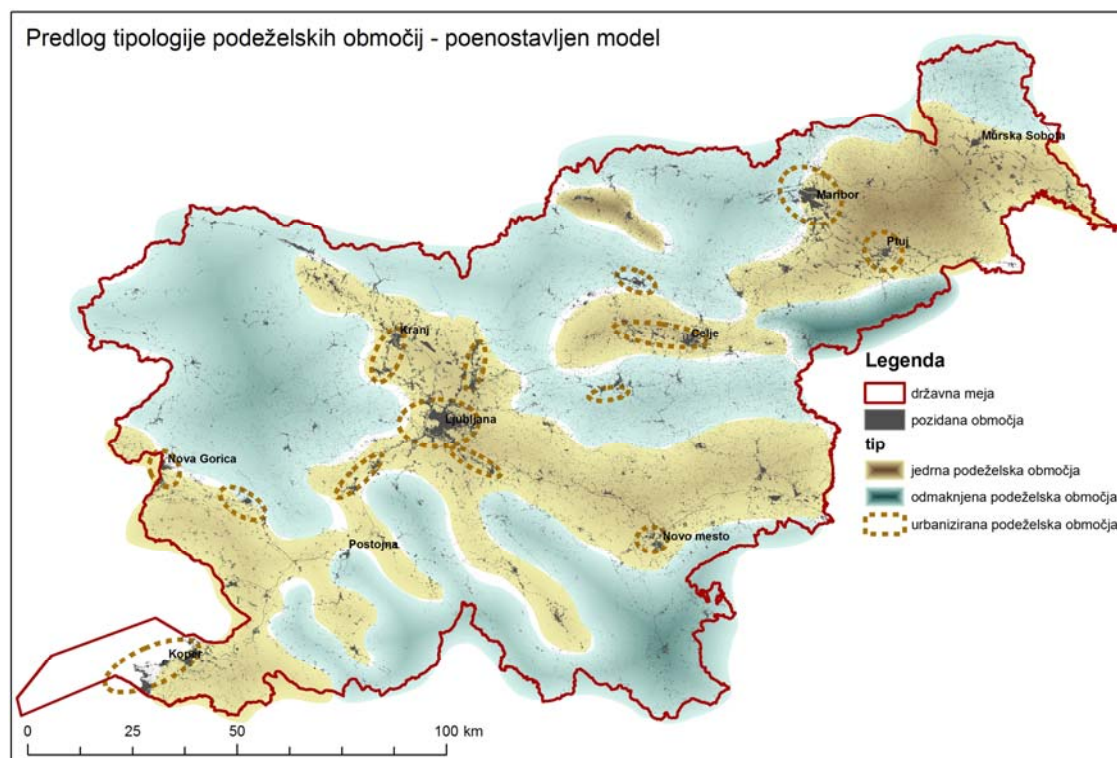 Predlog tipologije podeželskih območij - poenostavljen model
Murska Sobota
Maribor
Ptuj
Kranj
Celje
Legenda
državna meja
pozidana območja
Ljubljana
tip
Nova Gorica
jedrna podeželska območja
odmaknjena podeželska območja
urbanizirana podeželska območja
Novo mesto
Postojna
Koper
0 25 50 100 km